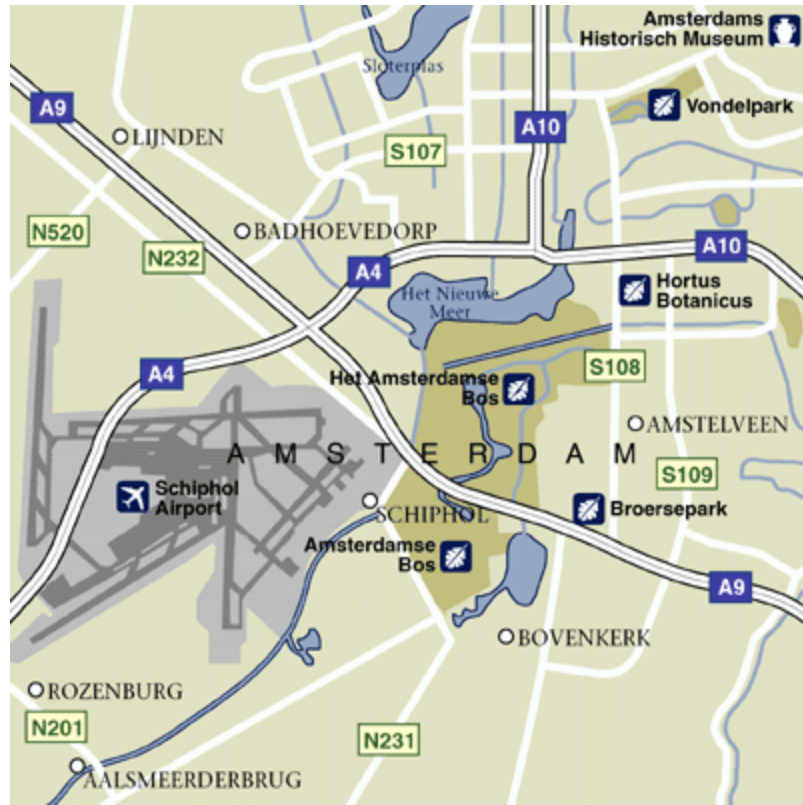 Amsterdams
Historisch Museum
Sloterplas
A9
Vondelpark
A10
LIJNDEN
S107
N520
BADHOEVEDORP
A10
N232
A4
Hortus
Botanicus
Het Nieuwe
Meer
A4
S108
Het Amsterdamse
Bos
AMSTELVEEN
AMSTERDAM
S109
Schiphol
Airport
SCHIPHOL
Broersepark
Amsterdamse
Bos
A9
BOVENKERK
ROZENBURG
N201
N231
AALSMEERDERBRUG